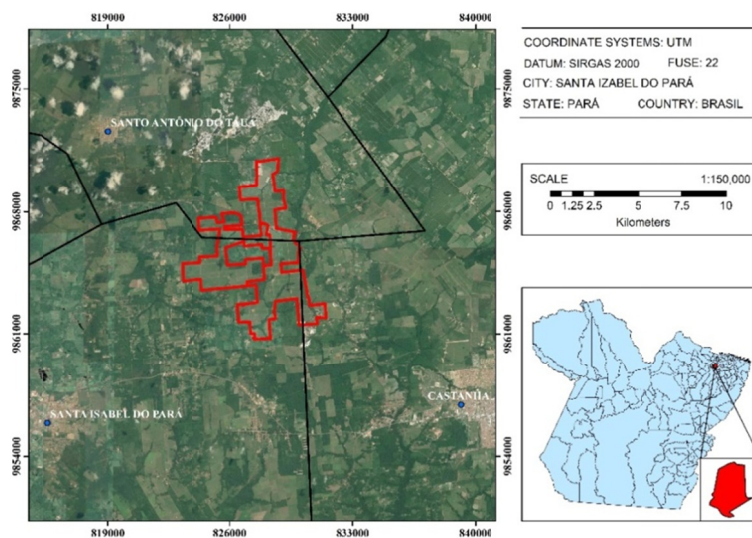 819000 826000 833000 840000
9875000
9868000
9861000
9854000
SANTO ANTÔNIO DO TAUÁ
SANTA ISABEL DO PARÁ
CASTANHA
9875000
9868000
9861000
9854000
819000 826000 833000 840000
COORDINATE SYSTEMS: UTM
DATUM: SIRGAS 2000 FUSE: 22
CITY: SANTA IZABEL DO PARÁ
STATE: PARÁ COUNTRY: BRASIL
SCALE 1:150,000
0 1.25 2.5 5 7.5 10
Kilometers